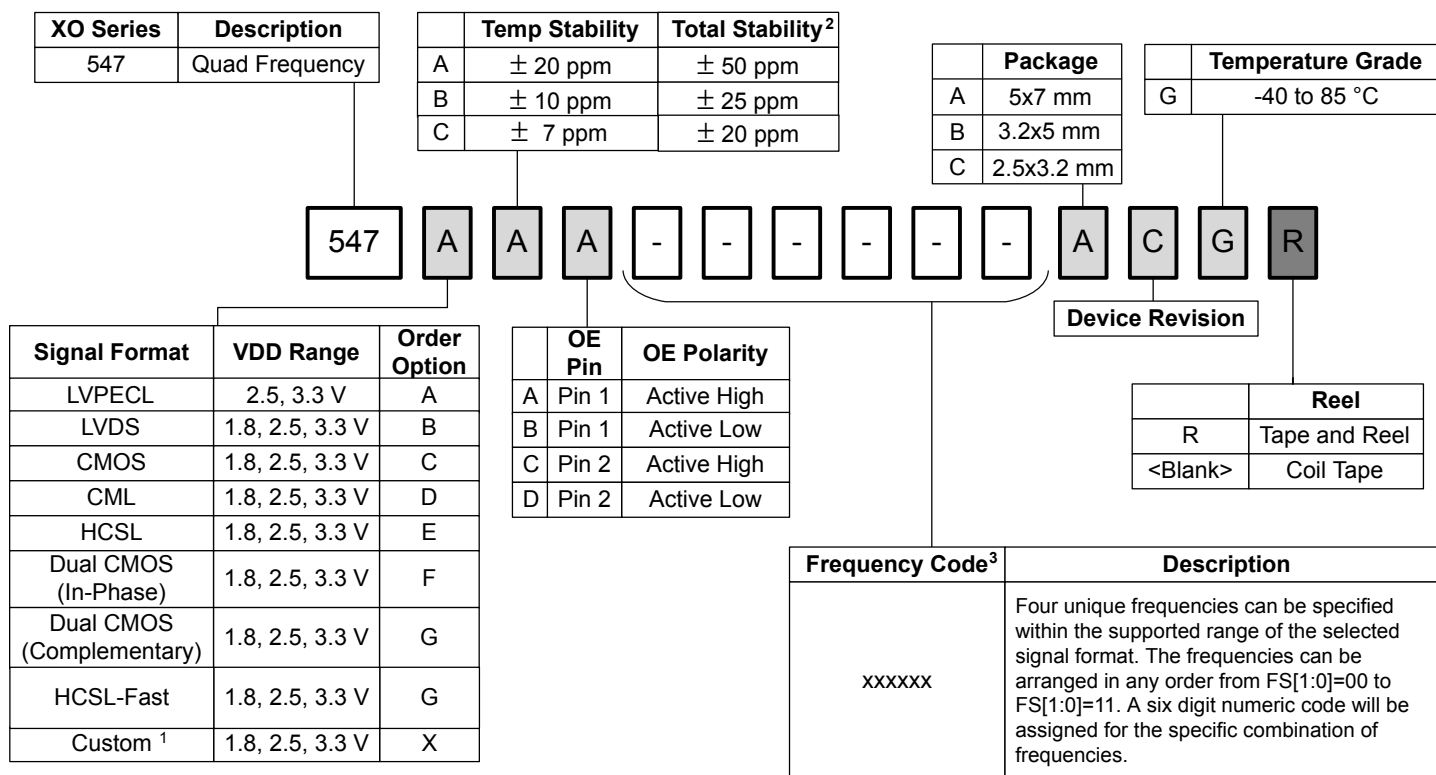 XO Series Description
547 Quad Frequency
Temp Stability Total Stability 2
A ± 20 ppm ± 50 ppm
B ± 10 ppm ± 25 ppm
C ± 7 ppm ± 20 ppm
Package
A 5x7 mm
B 3.2x5 mm
C 2.5x3.2 mm
Temperature Grade
G -40 to 85 °C
547 A A A - - - - - - A C G R
Device Revision
Signal Format VDD Range Order Option
LVPECL 2.5, 3.3 V A
LVDS 1.8, 2.5, 3.3 V B
CMOS 1.8, 2.5, 3.3 V C
CML 1.8, 2.5, 3.3 V D
HCSL 1.8, 2.5, 3.3 V E
Dual CMOS
(In-Phase) 1.8, 2.5, 3.3 V F
Dual CMOS
(Complementary) 1.8, 2.5, 3.3 V G
HCSL-Fast 1.8, 2.5, 3.3 V G
Custom 1 1.8, 2.5, 3.3 V X
OE Pin OE Polarity
A Pin 1 Active High
B Pin 1 Active Low
C Pin 2 Active High
D Pin 2 Active Low
Reel
R Tape and Reel
<Blank> Coil Tape
Frequency Code3 Description
xxxxxx
Four unique frequencies can be specified
within the supported range of the selected
signal format. The frequencies can be
arranged in any order from FS[1:0]=00 to
FS[1:0]=11. A six digit numeric code will be
assigned for the specific combination of
frequencies.